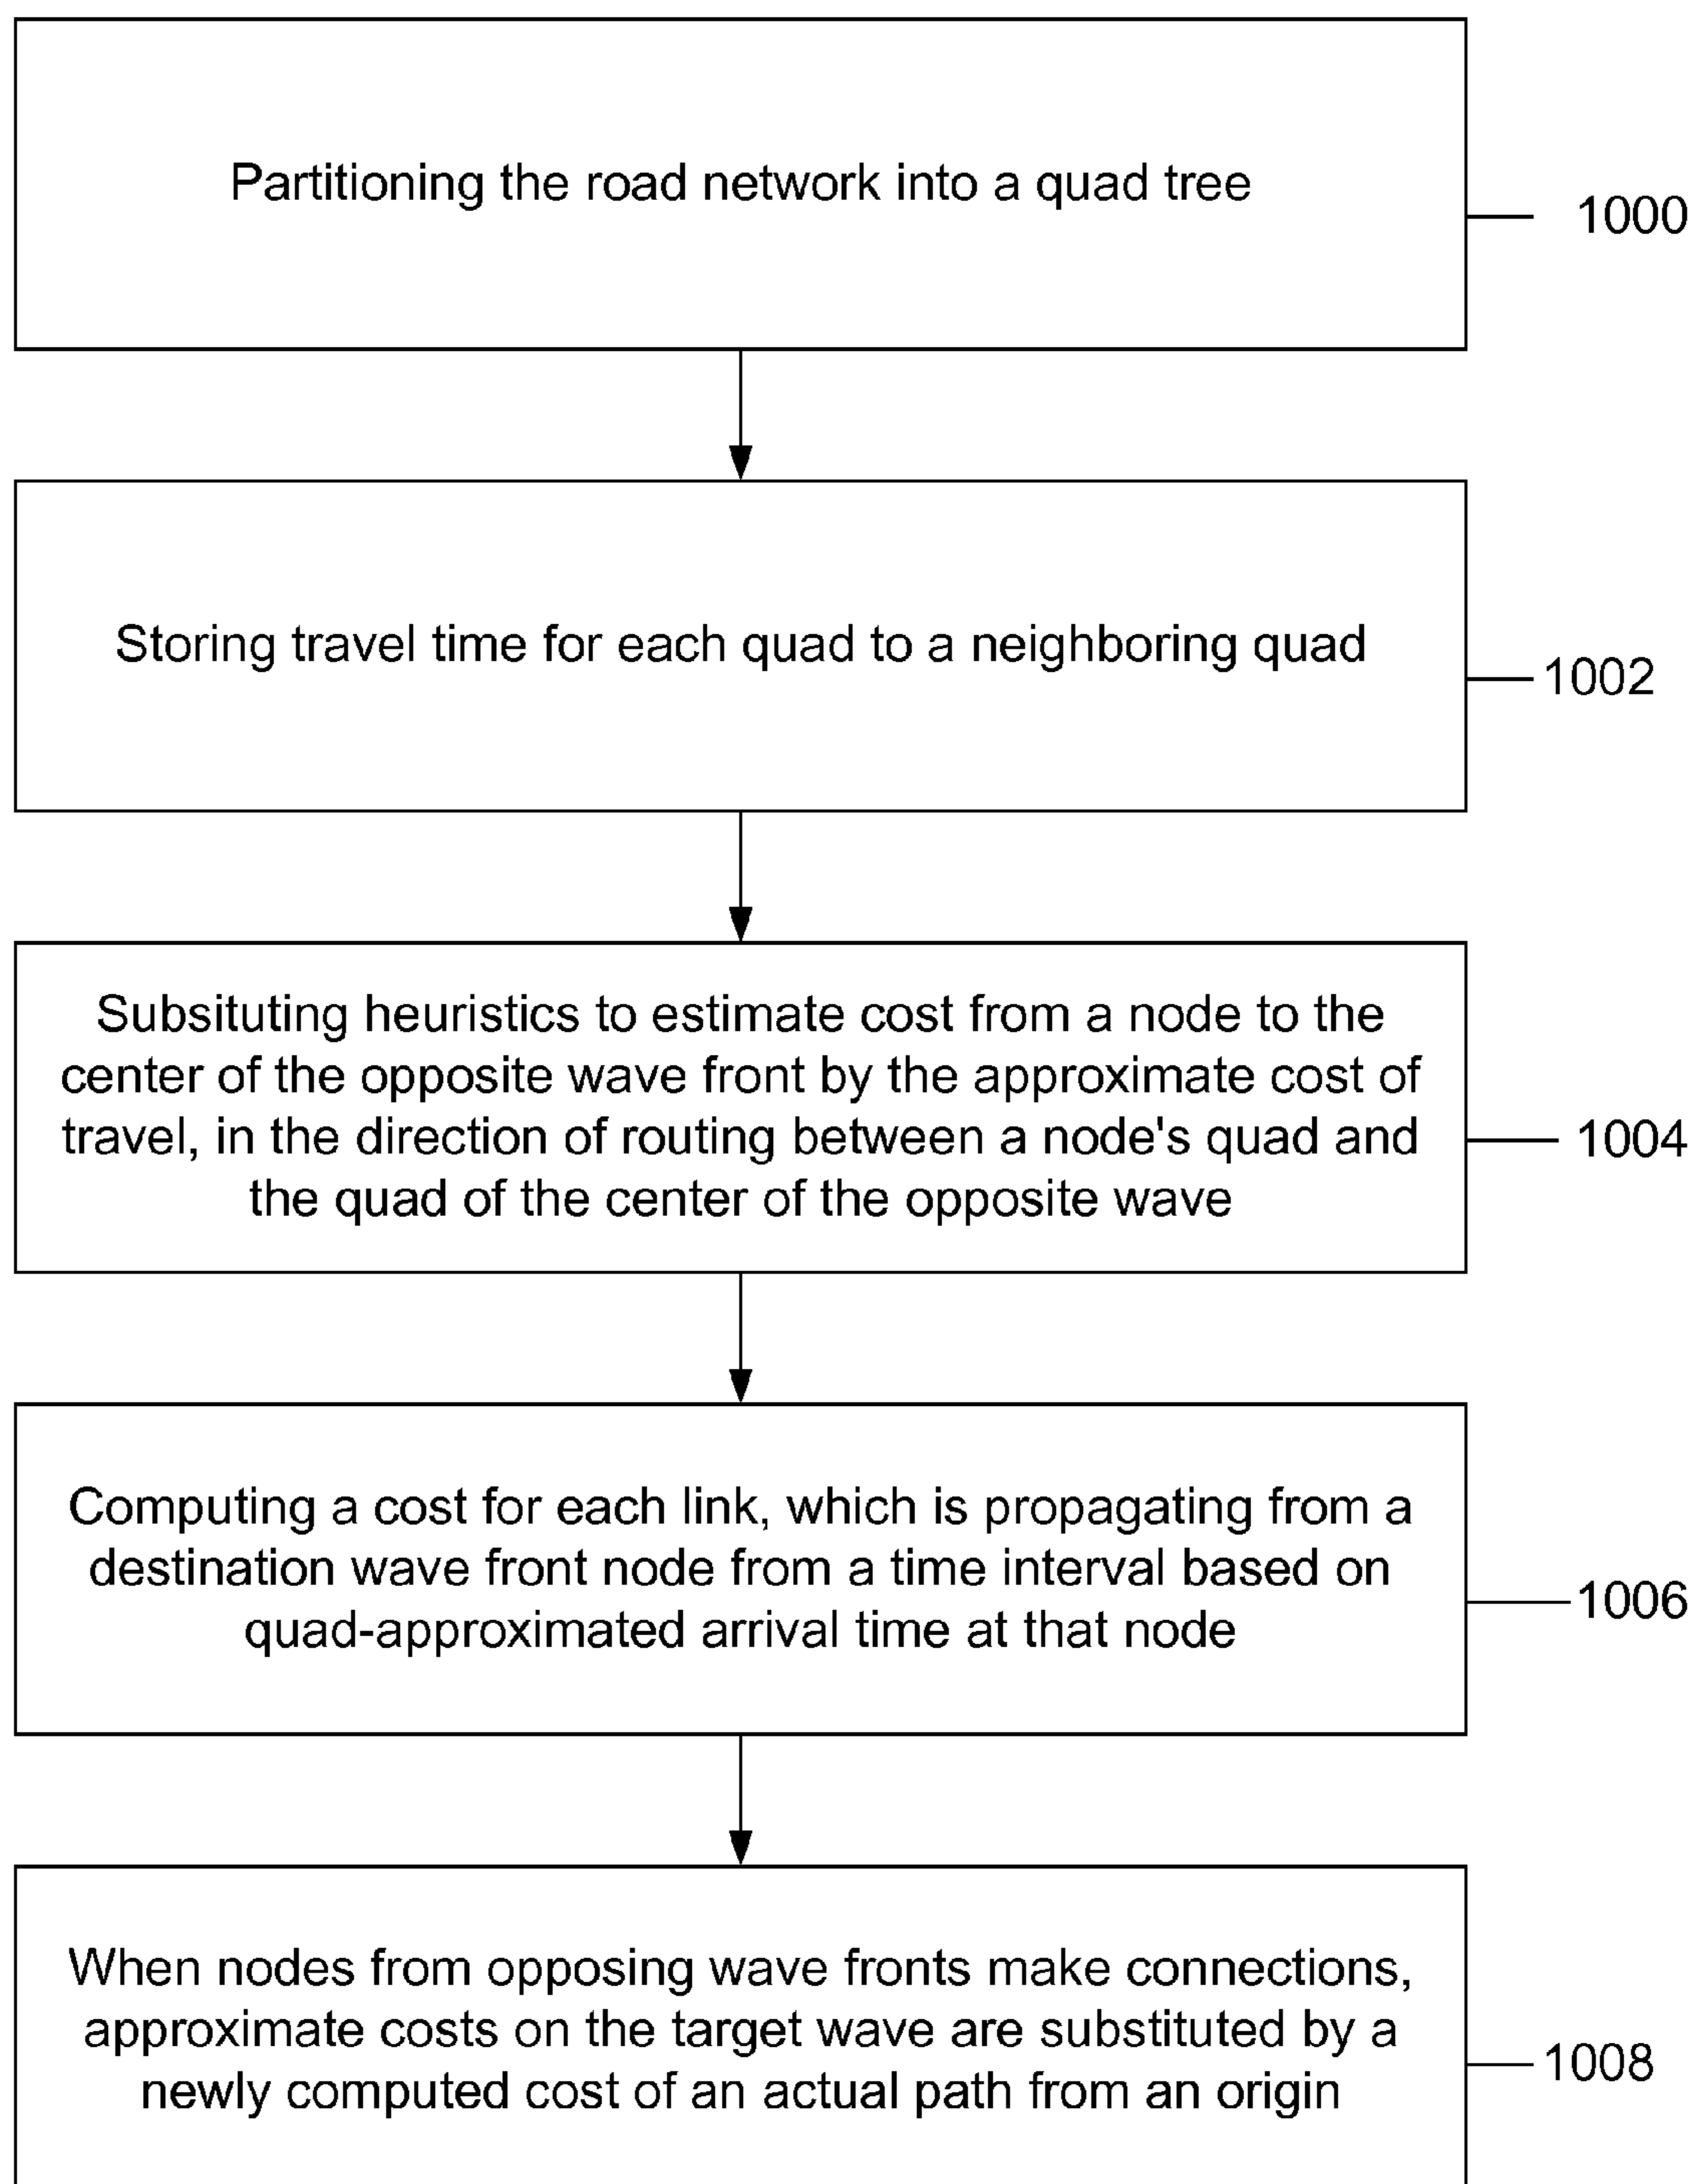 Partitioning the road network into a quad tree
1000
Storing travel time for each quad to a neighboring quad
1002
Subsituting heuristics to estimate cost from a node to the
center of the opposite wave front by the approximate cost of
travel, in the direction of routing between a node's quad and
the quad of the center of the opposite wave
1004
Computing a cost for each link, which is propagating from a
destination wave front node from a time interval based on
quad-approximated arrival time at that node
1006
When nodes from opposing wave fronts make connections,
approximate costs on the target wave are substituted by a
newly computed cost of an actual path from an origin
1008